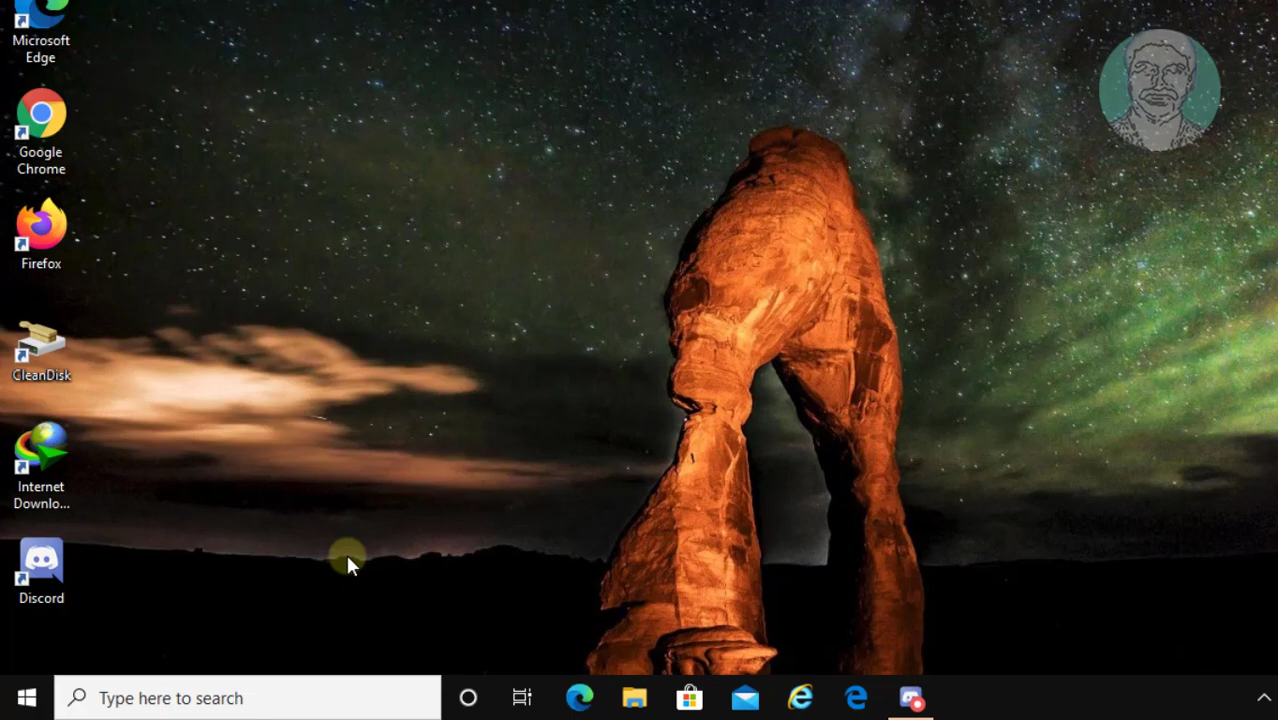 Microsoft
Edge
Google
Chrome
Firefox
CleanDisk
Internet
Downlo...
Discord
Type here to search